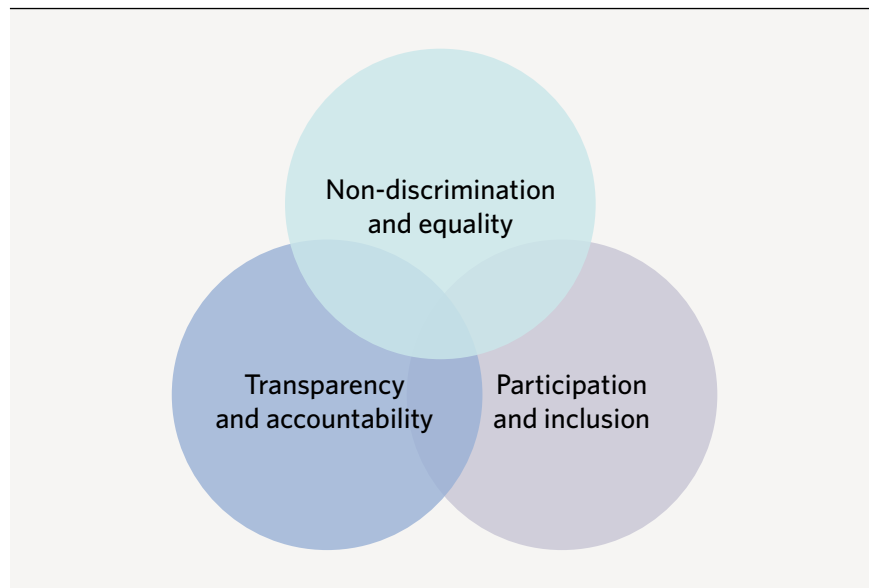 Non-discrimination
and equality
Transparency
and accountability
Participation
and inclusion